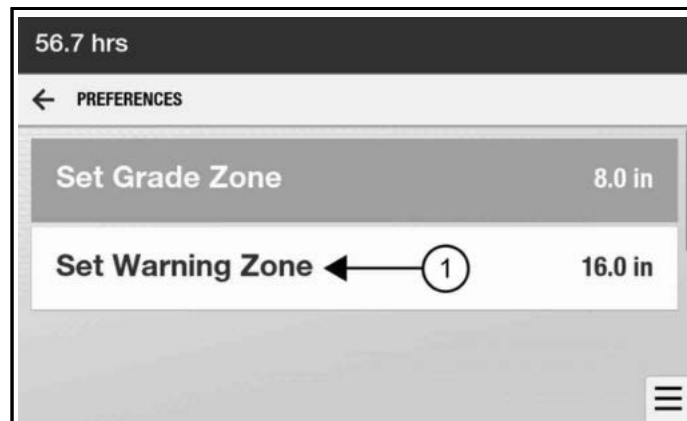 56.7 hrs
← PREFERENCES
Set Grade Zone 8.0 in
Set Warning Zone 1 16.0 in